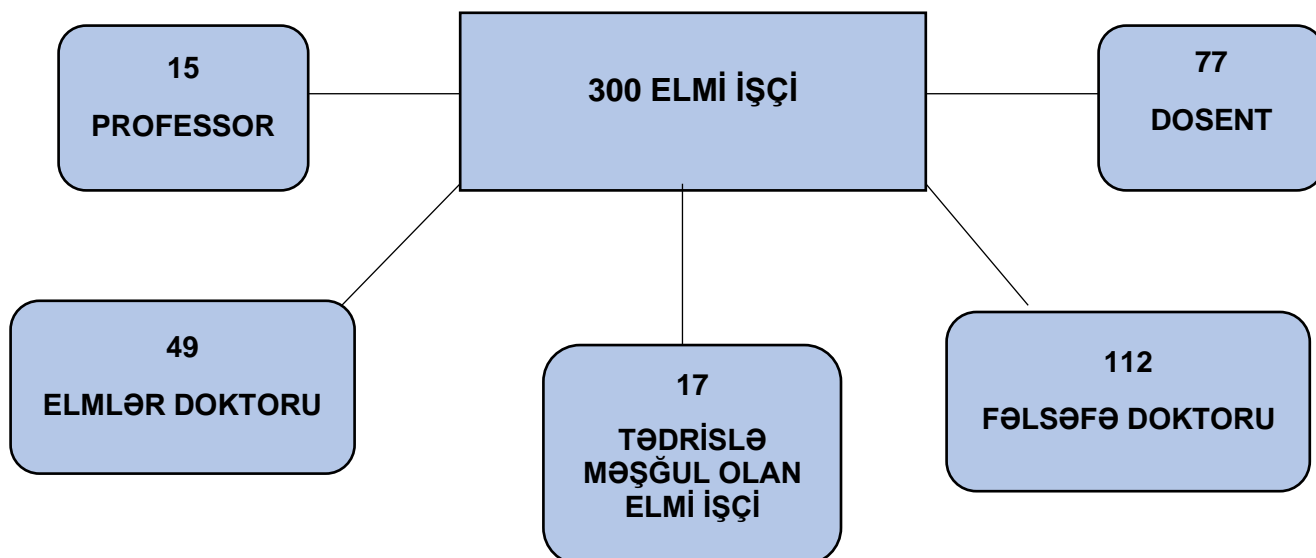 15
PROFESSOR
300 ELMİ İŞÇİ
77
DOSENT
49
ELMLƏR DOKTORU
17
TƏDRİSLƏ
MƏŞĞUL OLAN
ELMİ İŞÇİ
112
FƏLSƏFƏ DOKTORU